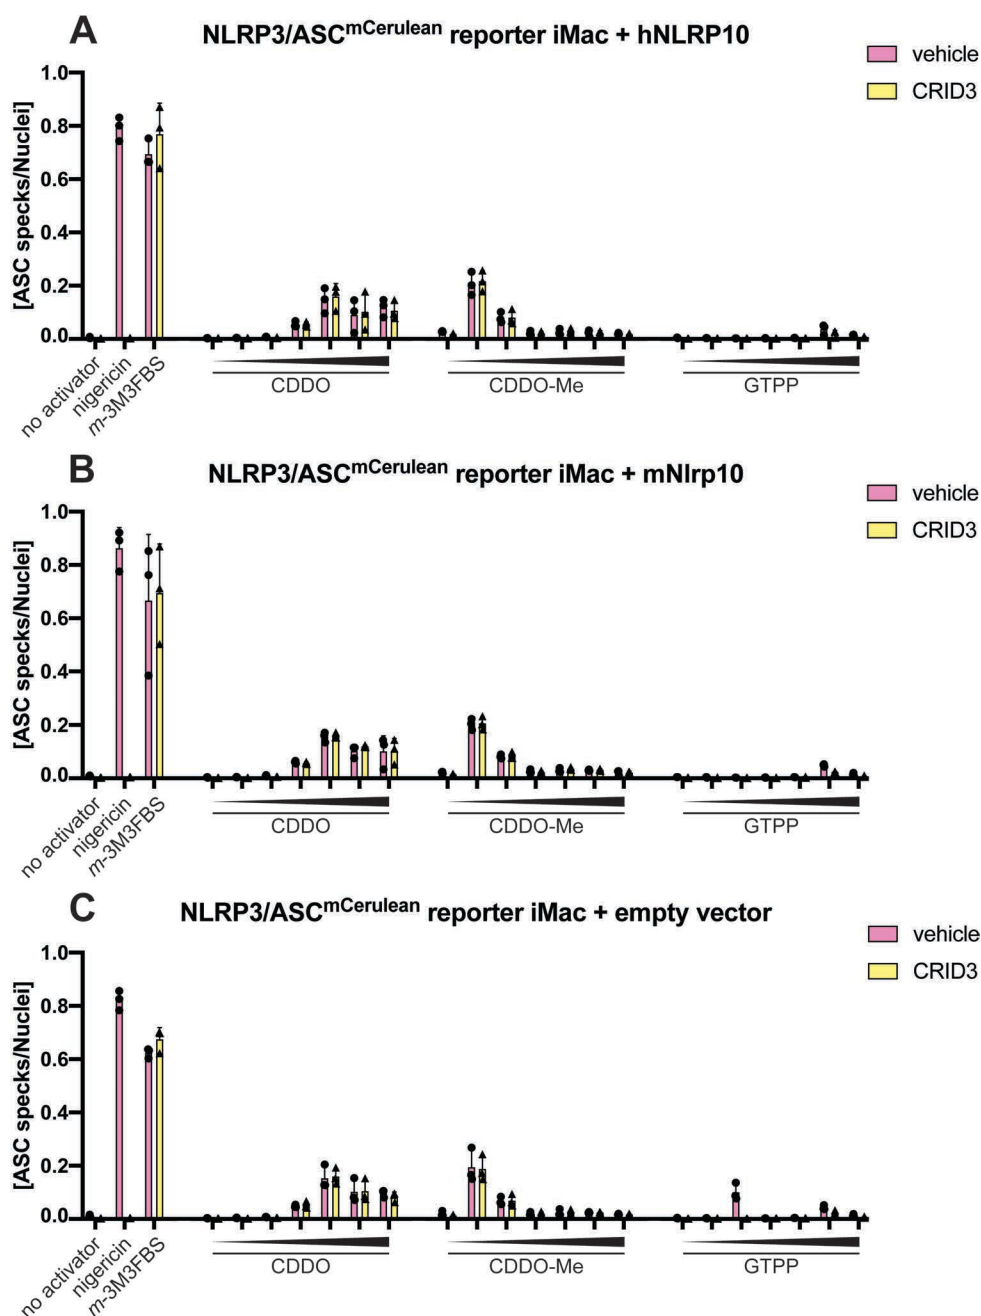 A
NLRP3/ASCmCerulean reporter iMac + hNLRP10
vehicle
CRID3
[ASC specks/Nuclei]
1.0
0.8
0.6
0.4
0.2
0.0
no activator
nigericin
m-3M3FBS
CDDO
CDDO-Me
GTPP
B
NLRP3/ASCmCerulean reporter iMac + mNlrp10
vehicle
CRID3
[ASC specks/Nuclei]
1.0
0.8
0.6
0.4
0.2
0.0
no activator
nigericin
m-3M3FBS
CDDO
CDDO-Me
GTPP
C
NLRP3/ASCmCerulean reporter iMac + empty vector
vehicle
CRID3
[ASC specks/Nuclei]
1.0
0.8
0.6
0.4
0.2
0.0
no activator
nigericin
m-3M3FBS
CDDO
CDDO-Me
GTPP